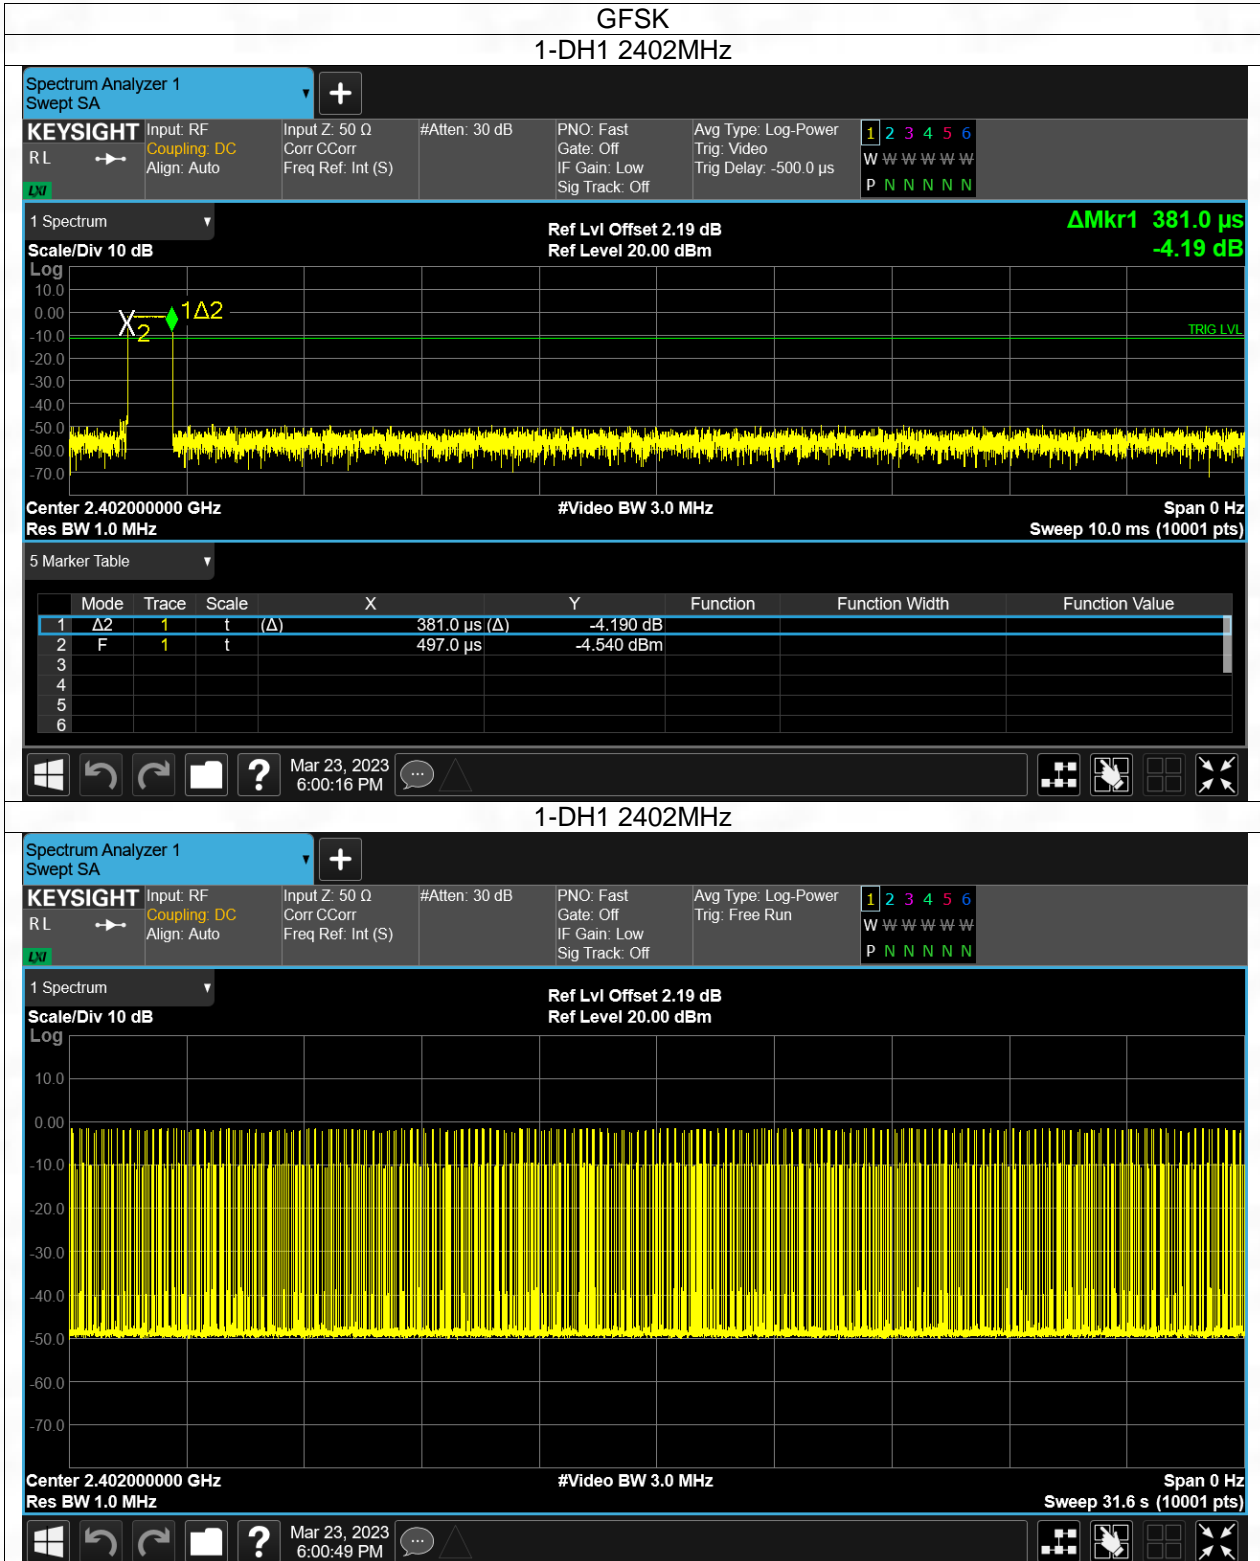 GFSK
1-DH1 2402MHz
Spectrum Analyzer 1
Swept SA
KEYSIGHT Input: RF Input Z: 50 Ω #Atten: 30 dB PNO: Fast Avg Type: Log-Power 1 2 3 4 5 6
RL Coupling: DC Corr CCorr Gate: Off Trig: Video W W W W W W
Align: Auto Freq Ref: Int (S) IF Gain: Low Trig Delay: -500.0 µs
LXI Sig Track: Off P N N N N N
1 Spectrum Ref Lvl Offset 2.19 dB ΔMkr1 381.0 µs
Scale/Div 10 dB Ref Level 20.00 dBm -4.19 dB
Log
10.0
0.00 1Δ2
X 2
-10.0 TRIG LVL
-20.0
-30.0
-40.0
-50.0
-60.0
-70.0
Center 2.402000000 GHz #Video BW 3.0 MHz Span 0 Hz
Res BW 1.0 MHz Sweep 10.0 ms (10001 pts)
5 Marker Table
Mode Trace Scale X Y Function Function Width Function Value
1 Δ2 1 t (Δ) 381.0 µs (Δ) -4.190 dB
2 F 1 t 497.0 µs -4.540 dBm
3
4
5
6
? Mar 23, 2023
6:00:16 PM
1-DH1 2402MHz
Spectrum Analyzer 1
Swept SA
KEYSIGHT Input: RF Input Z: 50 Ω #Atten: 30 dB PNO: Fast Avg Type: Log-Power 1 2 3 4 5 6
RL Coupling: DC Corr CCorr Gate: Off Trig: Free Run W W W W W W
Align: Auto Freq Ref: Int (S) IF Gain: Low
LXI Sig Track: Off P N N N N N
1 Spectrum Ref Lvl Offset 2.19 dB
Scale/Div 10 dB Ref Level 20.00 dBm
Log
10.0
0.00
-10.0
-20.0
-30.0
-40.0
-50.0
-60.0
-70.0
Center 2.402000000 GHz #Video BW 3.0 MHz Span 0 Hz
Res BW 1.0 MHz Sweep 31.6 s (10001 pts)
? Mar 23, 2023
6:00:49 PM